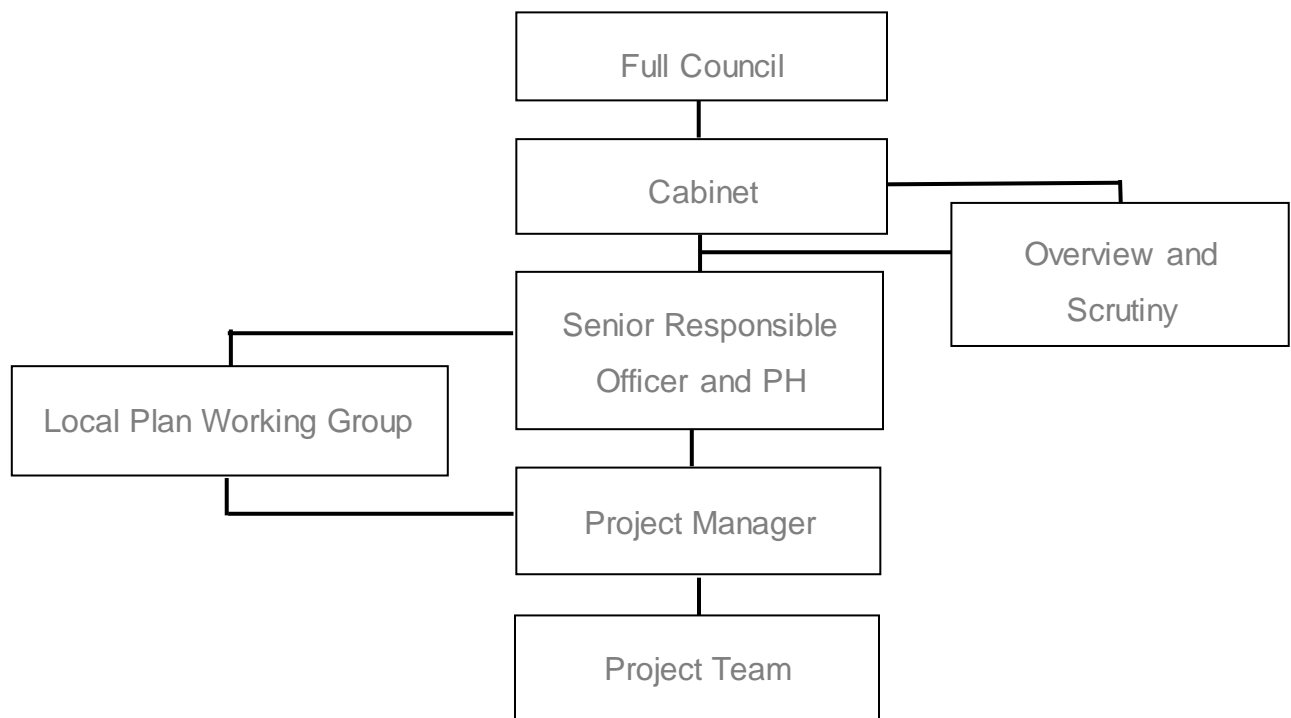 Full Council
Cabinet
Overview and
Scrutiny
Senior Responsible
Officer and PH
Local Plan Working Group
Project Manager
Project Team